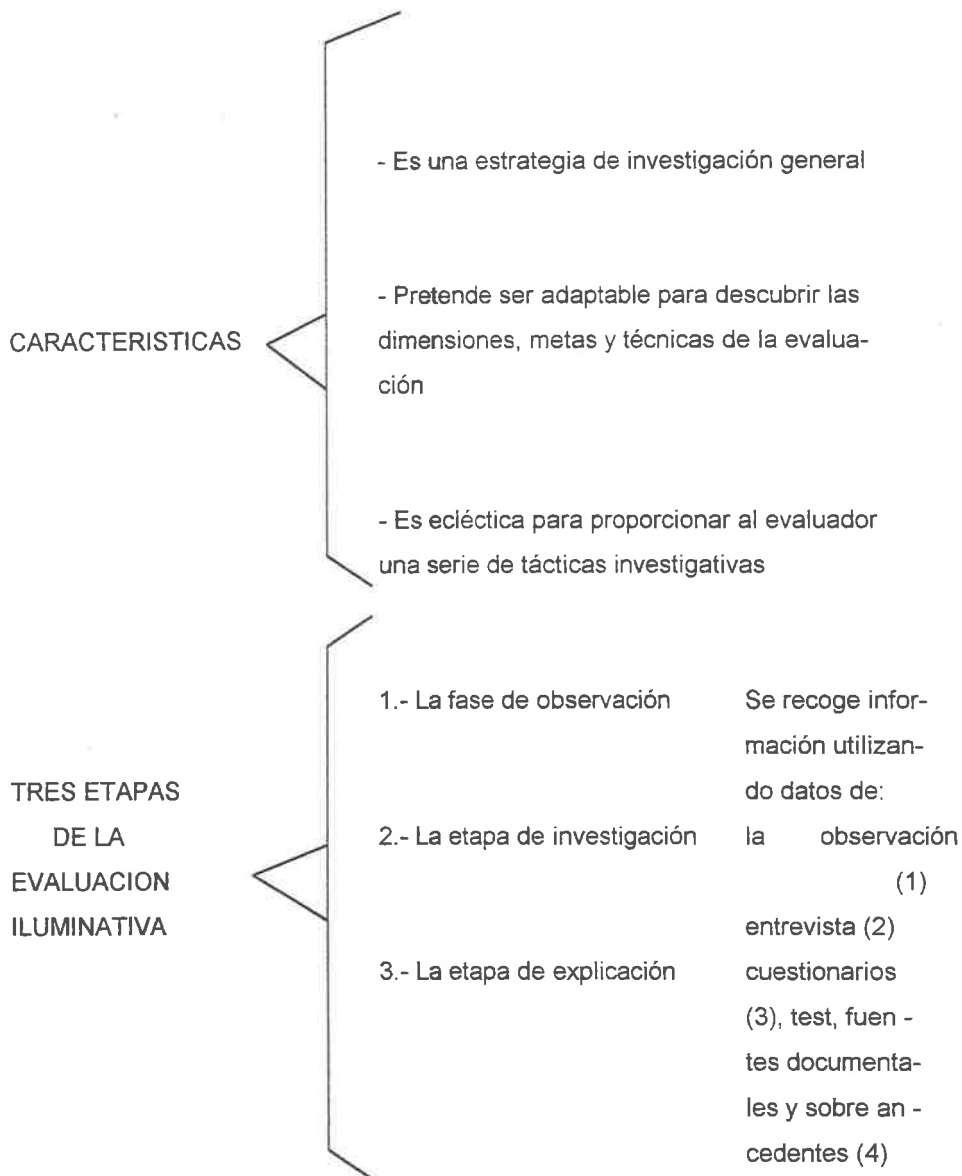 CARACTERISTICAS
- Es una estrategia de investigación general
- Pretende ser adaptable para descubrir las
dimensiones, metas y técnicas de la evalua-
ción
- Es ecléctica para proporcionar al evaluador
una serie de tácticas investigativas
TRES ETAPAS
DE LA
EVALUACION
ILUMINATIVA
1.- La fase de observación
2.- La etapa de investigación
3.- La etapa de explicación
Se recoge infor-
mación utilizan-
do datos de:
la observación
(1)
entrevista (2)
cuestionarios
(3), test, fuen -
tes documenta-
les y sobre an -
cedentes (4)